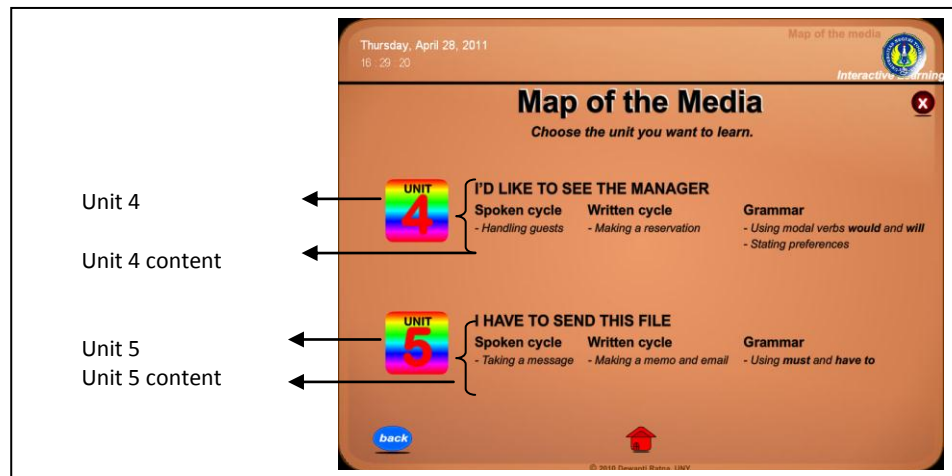 Thursday, April 28, 2011
16 : 29 : 20
Map of the media
Interactive Learning
Map of the Media
X
Choose the unit you want to learn.
Unit 4
UNIT
4
I'D LIKE TO SEE THE MANAGER
Spoken cycle Written cycle Grammar
- Handling guests - Making a reservation - Using modal verbs would and will
- Stating preferences
Unit 4 content
Unit 5
UNIT
5
I HAVE TO SEND THIS FILE
Spoken cycle Written cycle Grammar
- Taking a message - Making a memo and email - Using must and have to
Unit 5 content
back
© 2010 Dewanti Ratna, UNY